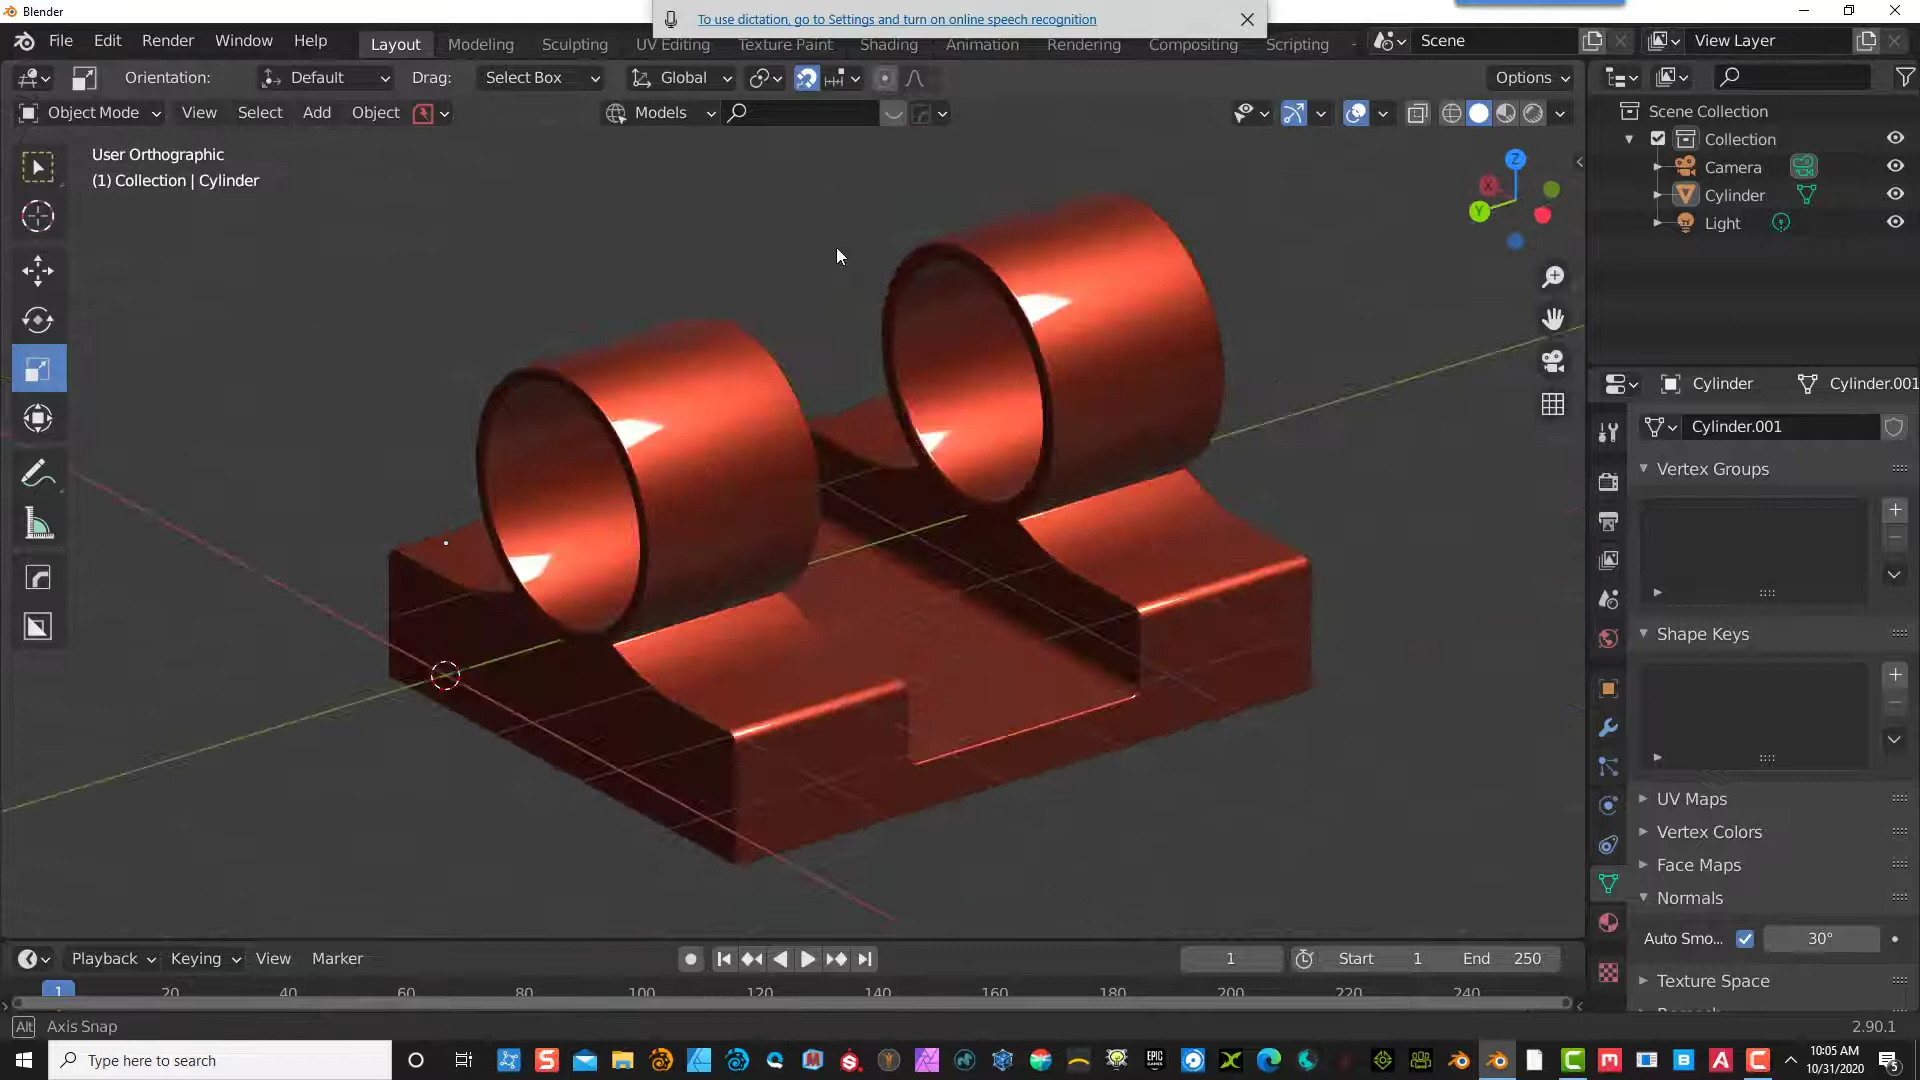 Blender
To use dictation, go to Settings and turn on online speech recognition
File Edit Render Window Help Layout Modeling Sculpting UV Editing Texture Paint Shading Animation Rendering Compositing Scripting Scene View Layer
Orientation: Default Drag: Select Box Global Options
Object Mode View Select Add Object Models
User Orthographic
(1) Collection | Cylinder
Z
X
Y
Scene Collection
Collection
Camera
Cylinder
Light
Cylinder Cylinder.001
Cylinder.001
Vertex Groups
Shape Keys
UV Maps
Vertex Colors
Face Maps
Normals
Auto Smo... 30°
Texture Space
Playback Keying View Marker 1 Start 1 End 250
1 20 40 60 80 100 120 140 160 180 200 220 240
Alt Axis Snap 2.90.1
Type here to search
EPIC GAMES
10:05 AM
10/31/2020
5